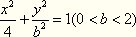 x²/4 + y²/b² = 1(0 < b < 2)